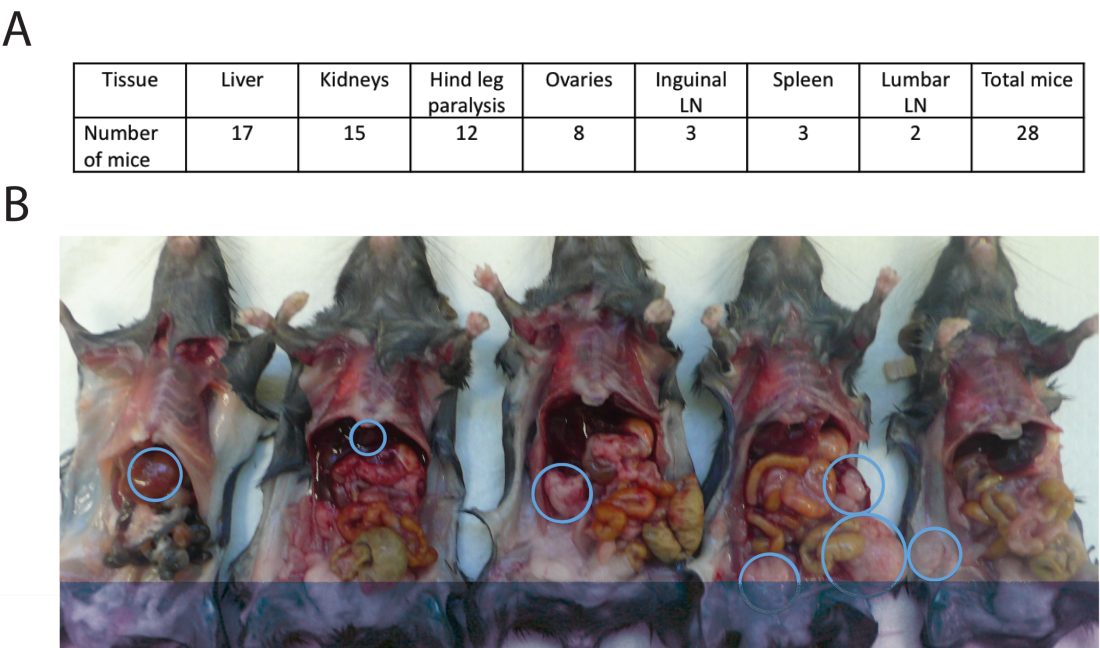 A
Tissue Liver Kidneys Hind leg paralysis Ovaries Inguinal LN Spleen Lumbar LN Total mice
Number of mice 17 15 12 8 3 3 2 28
B